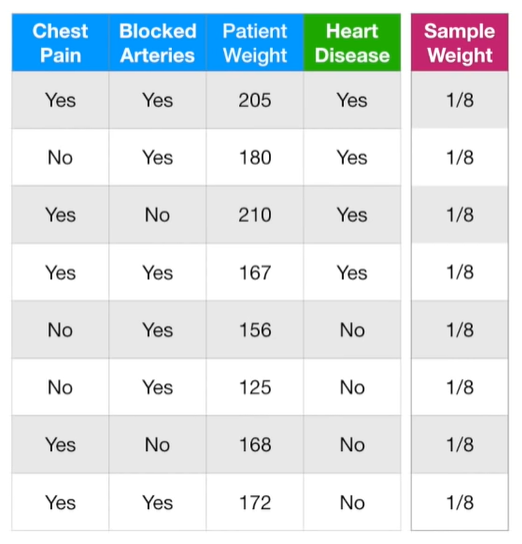 Chest Pain Blocked Arteries Patient Weight Heart Disease Sample Weight
Yes Yes 205 Yes 1/8
No Yes 180 Yes 1/8
Yes No 210 Yes 1/8
Yes Yes 167 Yes 1/8
No Yes 156 No 1/8
No Yes 125 No 1/8
Yes No 168 No 1/8
Yes Yes 172 No 1/8